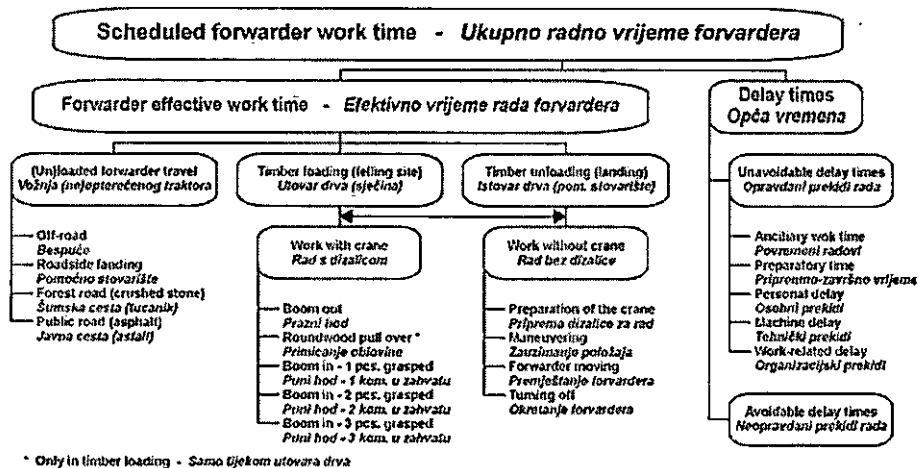 Scheduled forwarder work time - Ukupno radno vrijeme forvardera
Forwarder effective work time - Efektivno vrijeme rada forvardera
Delay times
Opća vremena
(Un)loaded forwarder travel
Vožnja (ne)opterećenog traktora
Off-road
Bespuće
Roadside landing
Pomoćno stovarište
Forest road (crushed stone)
Šumska cesta (tucanik)
Public road (asphalt)
Javna cesta (asfalt)
Timber loading (felling site)
Utovar drva (sječina)
Timber unloading (landing)
Istovar drva (pom. stovarište)
Work with crane
Rad s dizalicom
Boom out
Prazni hod
Roundwood pull over *
Primicanje oblovine
Boom in - 1 pcs. grasped
Puni hod - 1 kom. u zahvatu
Boom in - 2 pcs. grasped
Puni hod - 2 kom. u zahvatu
Boom in - 3 pcs. grasped
Puni hod - 3 kom. u zahvatu
Work without crane
Rad bez dizalice
Preparation of the crane
Priprema dizalice za rad
Maneuvering
Zauzimanje položaja
Forwarder moving
Premještanje forvardera
Turning off
Okretanje forvardera
Unavoidable delay times
Opravdani prekidi rada
Anciliary wok time
Povremeni radovi
Preparatory time
Pripremno-završno vrijeme
Personal delay
Osobni prekidi
Machine delay
Tehnički prekidi
Work-related delay
Organizacijski prekidi
Avoidable delay times
Neopravdani prekidi rada
* Only in timber loading - Samo tijekom utovara drva